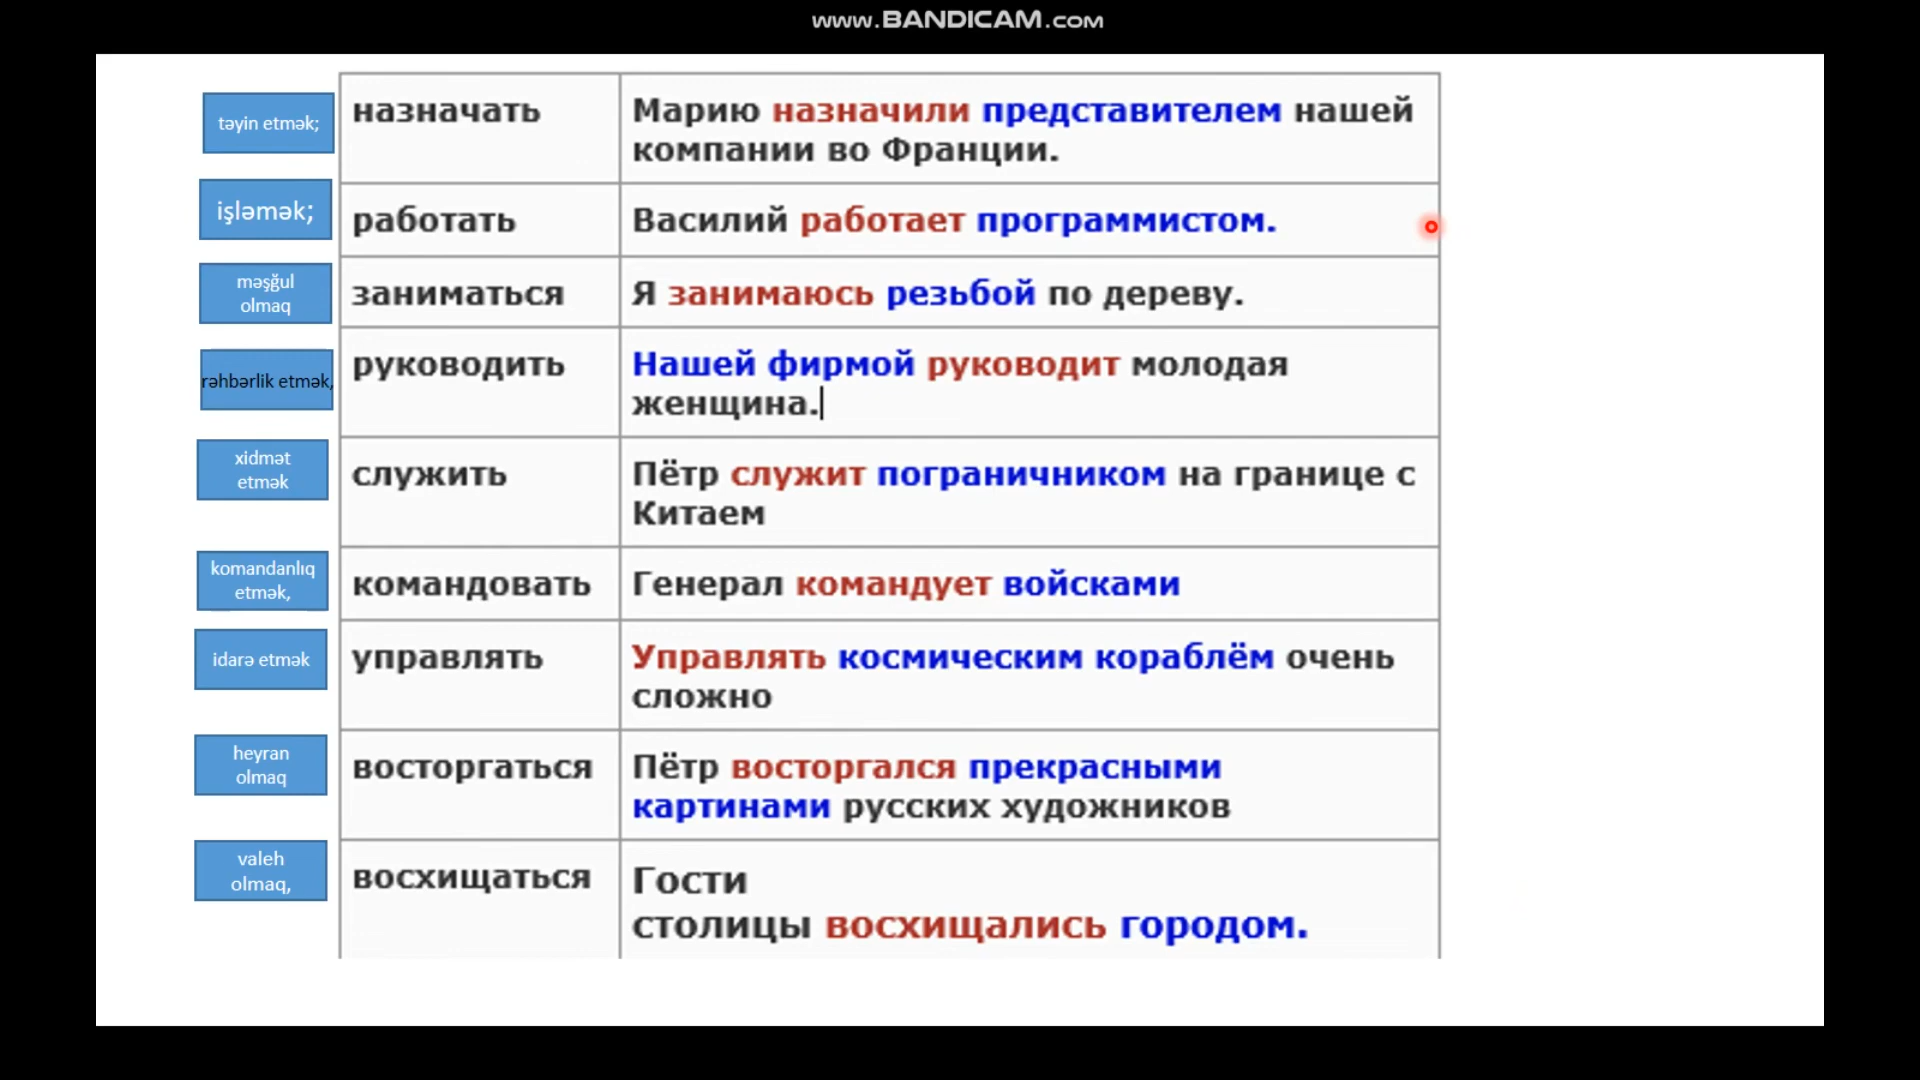 www.BANDICAM.com
təyin etmək;
назначать
Марию назначили представителем нашей
компании во Франции.
işləmək;
работать
Василий работает программистом.
məşğul
olmaq
заниматься
Я занимаюсь резьбой по дереву.
rəhbərlik etmək,
руководить
Нашей фирмой руководит молодая
женщина.
xidmət
etmək
служить
Пётр служит пограничником на границе с
Китаем
komandanlıq
etmək,
командовать
Генерал командует войсками
idarə etmək
управлять
Управлять космическим кораблём очень
сложно
heyran
olmaq
восторгаться
Пётр восторгался прекрасными
картинами русских художников
valeh
olmaq,
восхищаться
Гости
столицы восхищались городом.